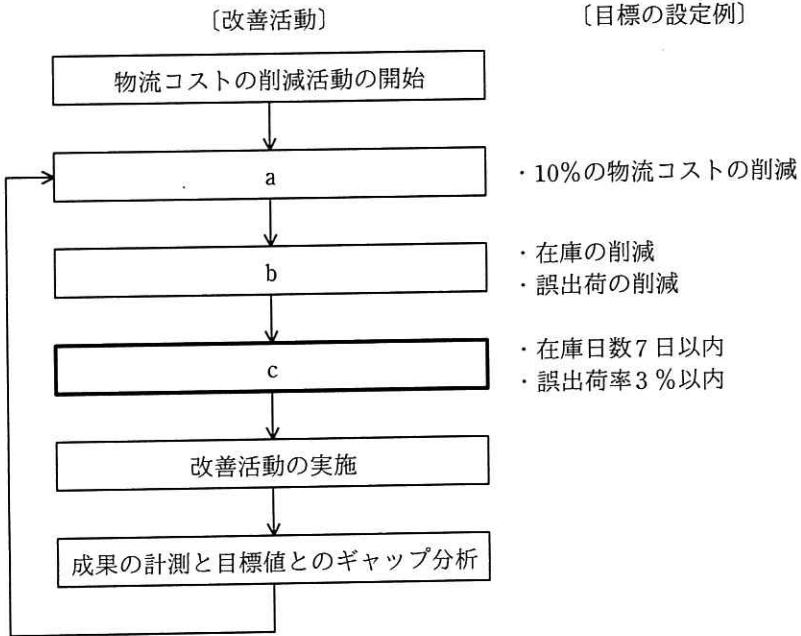 〔改善活動〕 〔目標の設定例〕
物流コストの削減活動の開始
a ・10%の物流コストの削減
b ・在庫の削減
・誤出荷の削減
c ・在庫日数7日以内
・誤出荷率3%以内
改善活動の実施
成果の計測と目標値とのギャップ分析